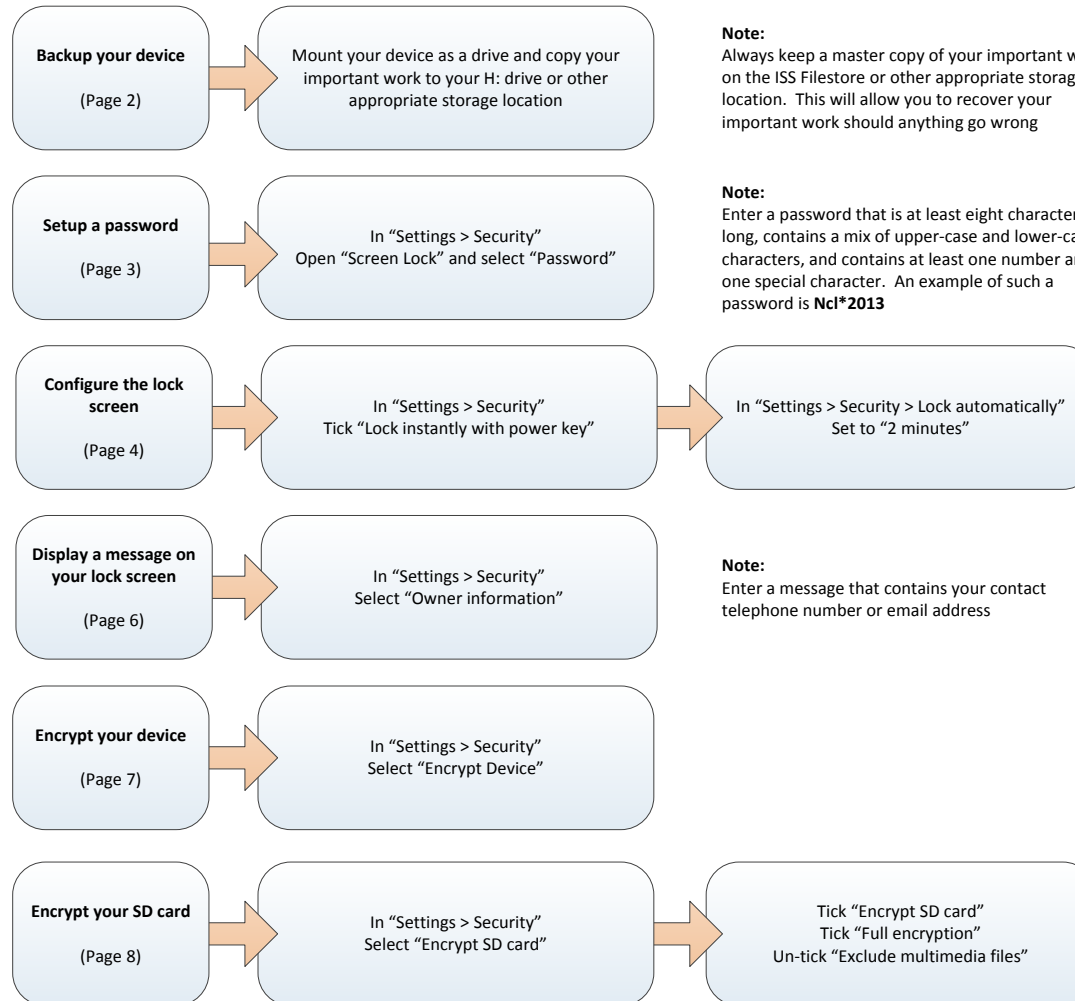 Backup your device
(Page 2)
Mount your device as a drive and copy your
important work to your H: drive or other
appropriate storage location
Note:
Always keep a master copy of your important
on the ISS Filestore or other appropriate
location.  This will allow you to recover your
important work should anything go wrong
Setup a password
(Page 3)
In “Settings > Security”
Open “Screen Lock” and select “Password”
Note:
Enter a password that is at least eight
long, contains a mix of upper-case and
characters, and contains at least one number
one special character.  An example of such a
password is Ncl*2013
Configure the lock
screen
(Page 4)
In “Settings > Security”
Tick “Lock instantly with power key”
In “Settings > Security > Lock automatically”
Set to “2 minutes”
Display a message on
your lock screen
(Page 6)
In “Settings > Security”
Select “Owner information”
Note:
Enter a message that contains your contact
telephone number or email address
Encrypt your device
(Page 7)
In “Settings > Security”
Select “Encrypt Device”
Encrypt your SD card
(Page 8)
In “Settings > Security”
Select “Encrypt SD card”
Tick “Encrypt SD card”
Tick “Full encryption”
Un-tick “Exclude multimedia files”